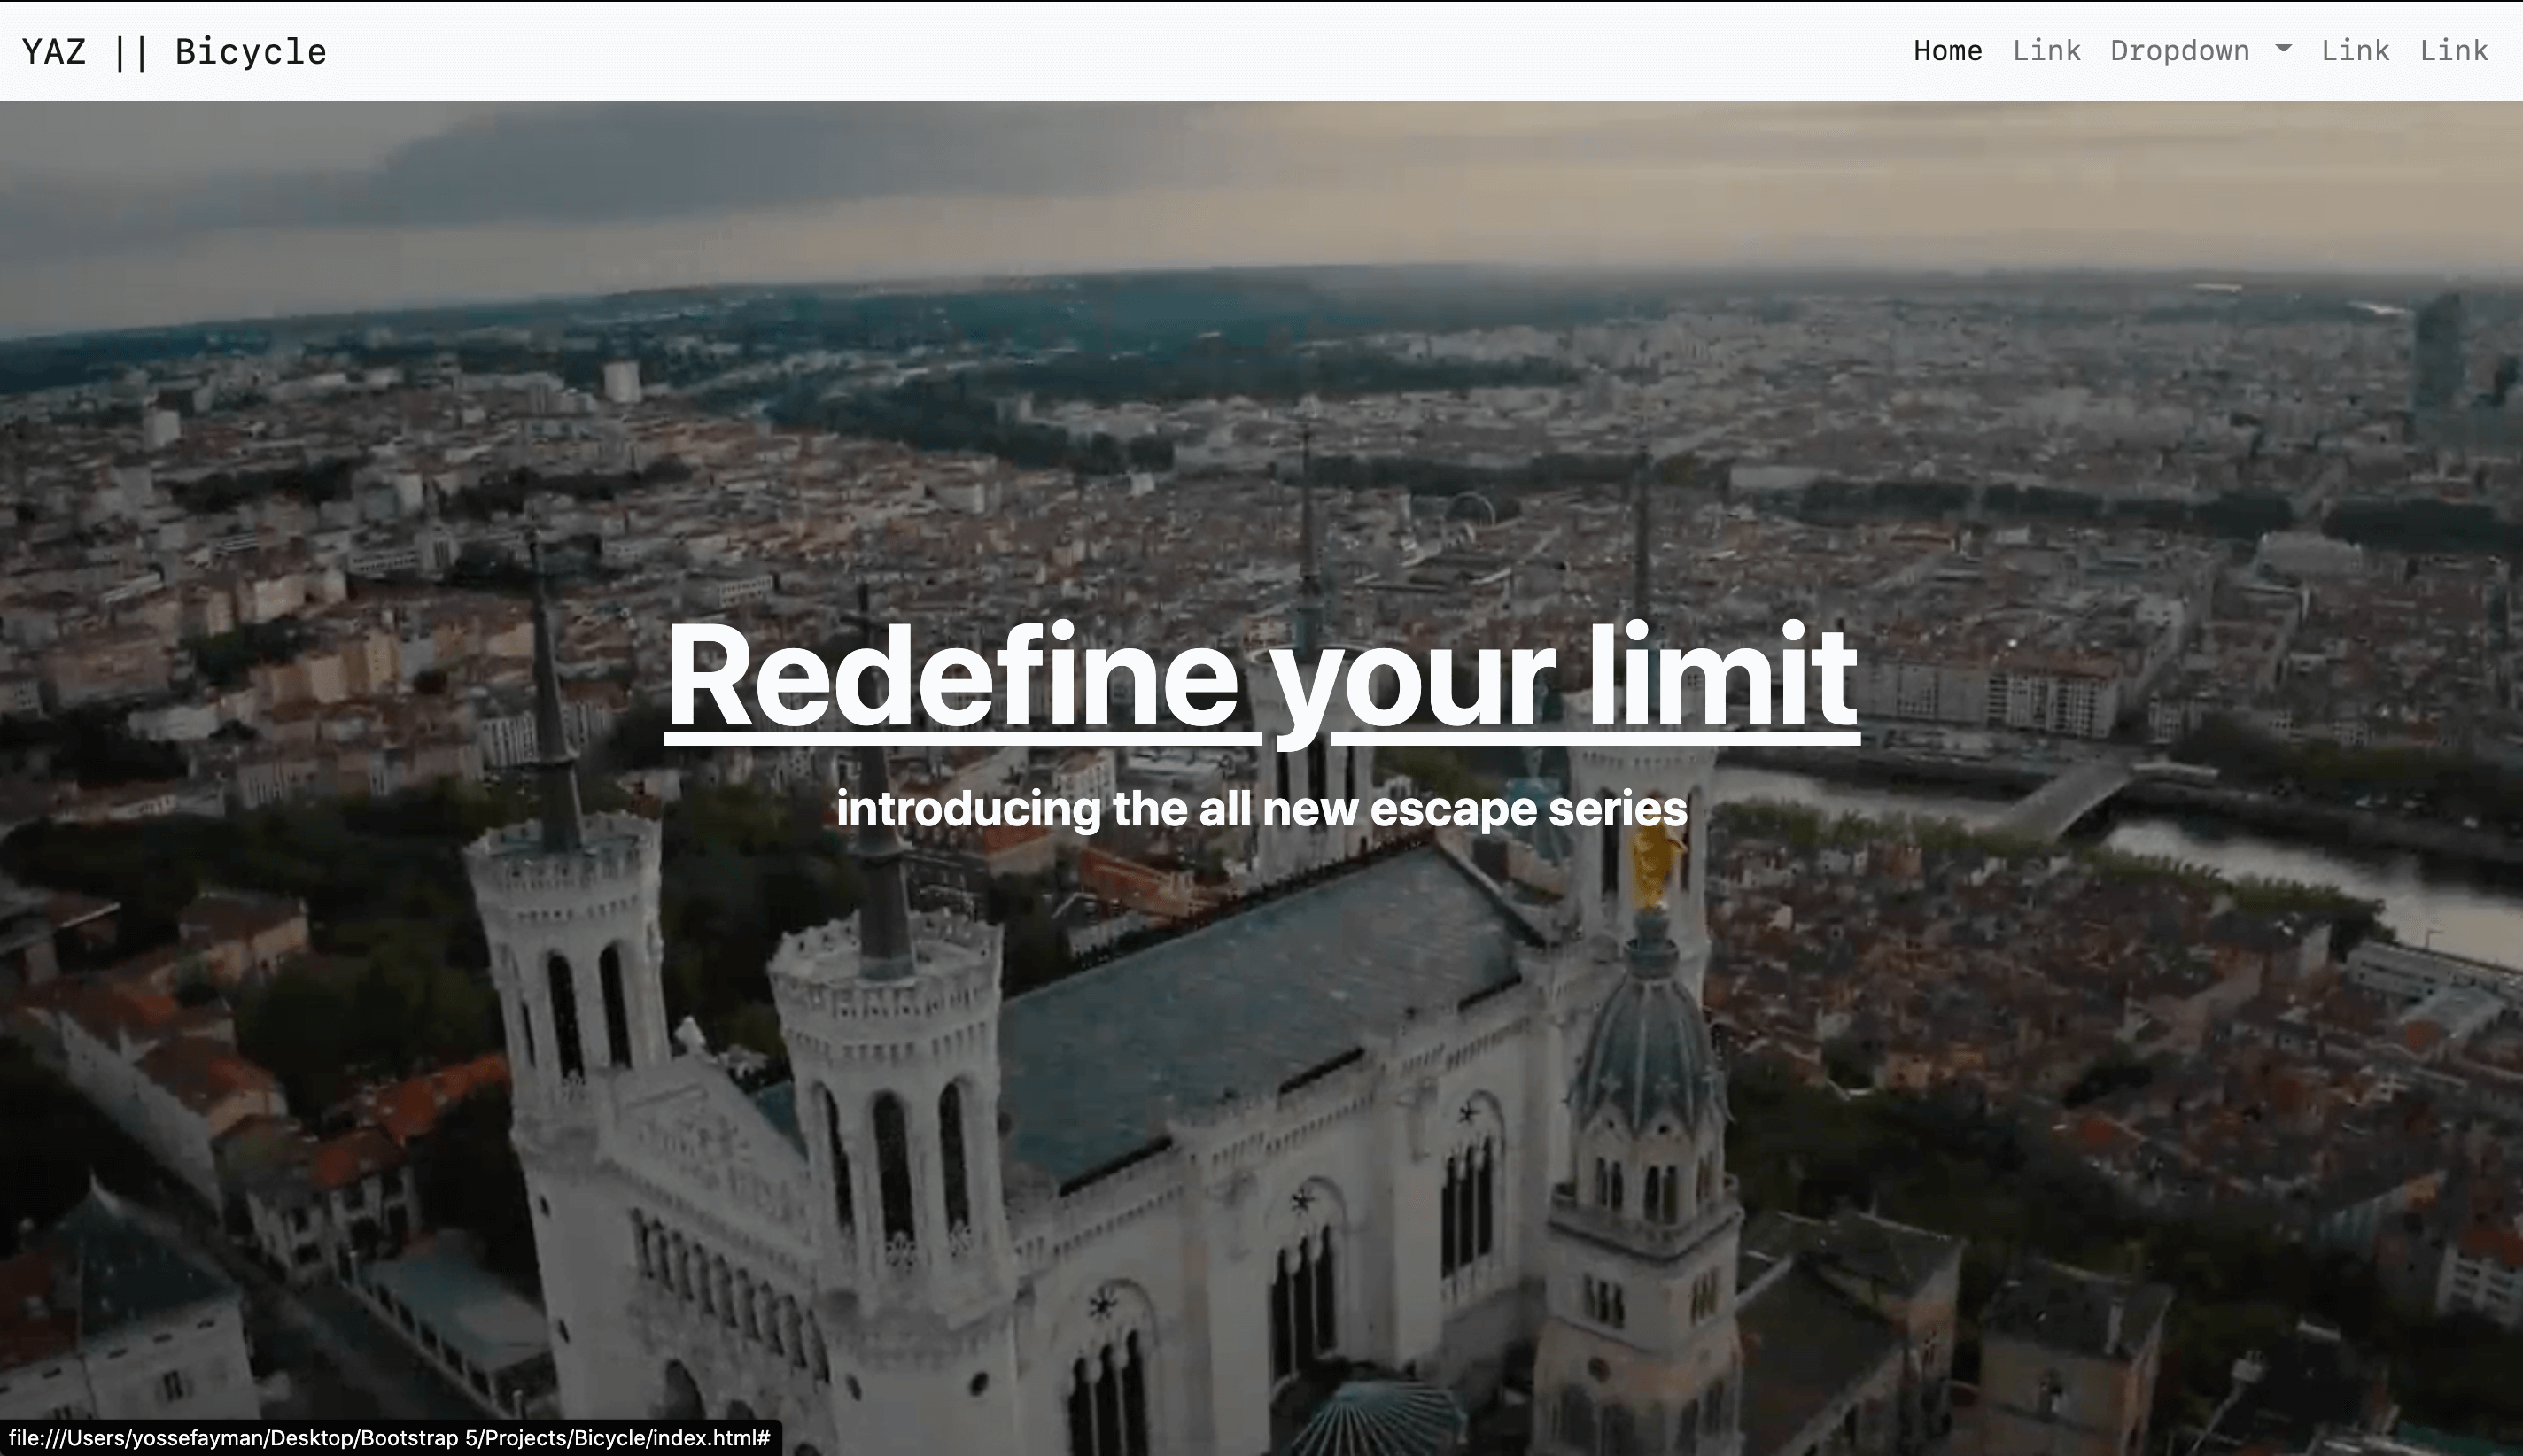 YAZ || Bicycle
Home Link Dropdown Link Link
Redefine your limit
introducing the all new escape series
file:///Users/yossefayman/Desktop/Bootstrap 5/Projects/Bicycle/index.html#